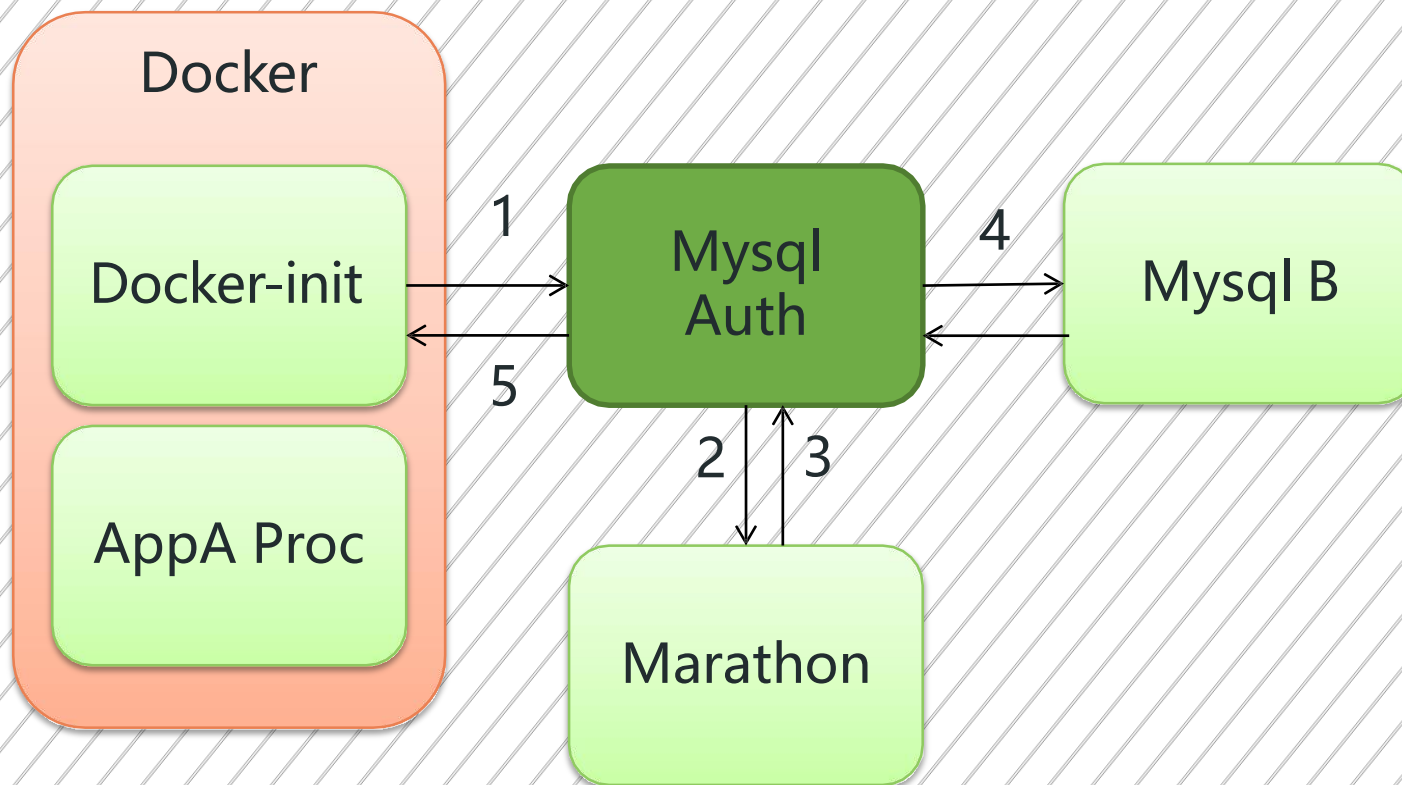 Docker
Docker-init
AppA Proc
1
5
Mysql
Auth
2
3
Marathon
4
Mysql B